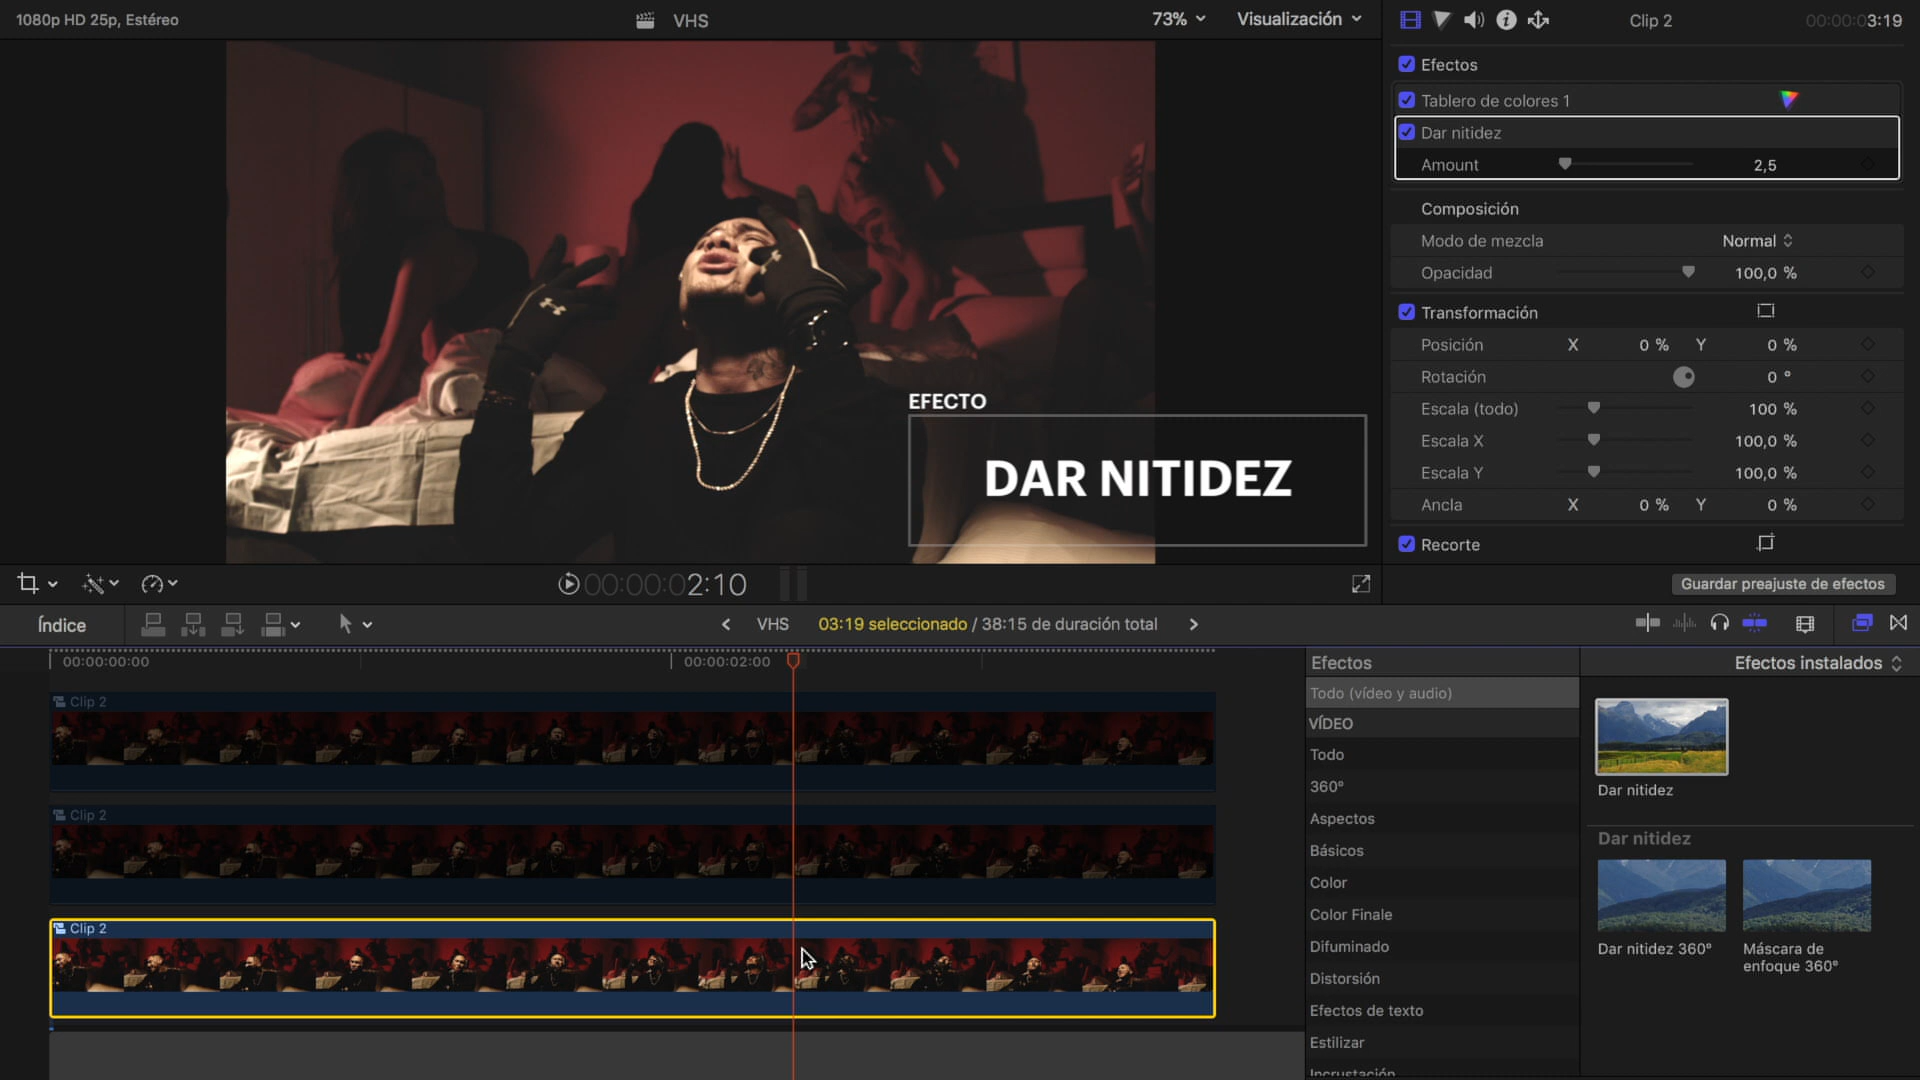 1080p HD 25p, Estéreo
VHS
73%
Visualización
Clip 2
00:00:03:19
Efectos
Tablero de colores 1
Dar nitidez
Amount 2,5
Composición
Modo de mezcla Normal
Opacidad 100,0 %
Transformación
Posición X 0 % Y 0 %
Rotación 0 °
Escala (todo) 100 %
Escala X 100,0 %
Escala Y 100,0 %
Ancla X 0 % Y 0 %
Recorte
Guardar preajuste de efectos
EFECTO
DAR NITIDEZ
00:00:02:10
Índice
VHS
03:19 seleccionado / 38:15 de duración total
00:00:00:00
00:00:02:00
Clip 2
Clip 2
Clip 2
Efectos
Todo (vídeo y audio)
VÍDEO
Todo
360°
Aspectos
Básicos
Color
Color Finale
Difuminado
Distorsión
Efectos de texto
Estilizar
Incrustación
Efectos instalados
Dar nitidez
Dar nitidez
Dar nitidez 360°
Máscara de
enfoque 360°